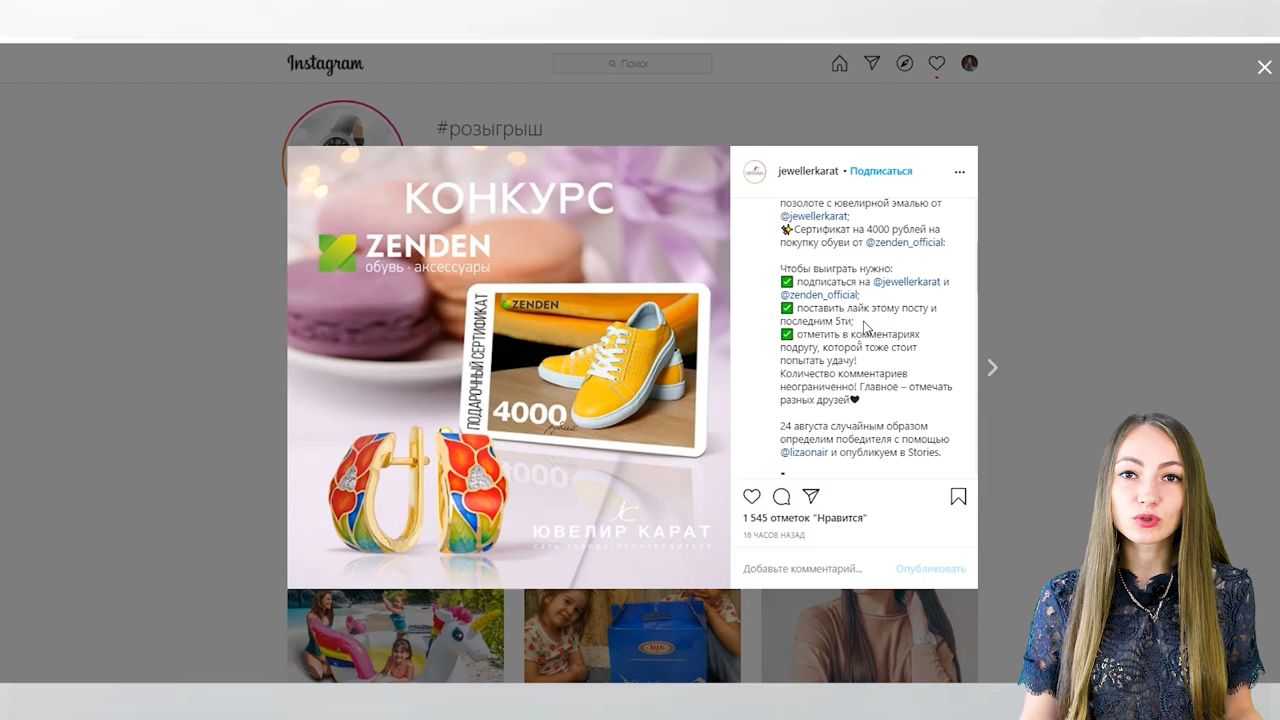 Instagram
Поиск
#розыгрыш
КОНКУРС
ZENDEN
обувь · аксессуары
ПОДАРОЧНЫЙ СЕРТИФИКАТ
ZENDEN
4000
рублей
ЮВЕЛИР КАРАТ
jewellerkarat • Подписаться
позолоте с ювелирной эмалью от
@jewellerkarat;
✨Сертификат на 4000 рублей на
покупку обуви от @zenden_official:
Чтобы выиграть нужно:
✅ подписаться на @jewellerkarat и
@zenden_official;
✅ поставить лайк этому посту и
последним 5ти;
✅ отметить в комментариях
подругу, которой тоже стоит
попытать удачу!
Количество комментариев
неограниченно! Главное – отмечать
разных друзей🖤
24 августа случайным образом
определим победителя с помощью
@lizaonair и опубликуем в Stories.
1 545 отметок "Нравится"
16 ЧАСОВ НАЗАД
Добавьте комментарий... Опубликовать